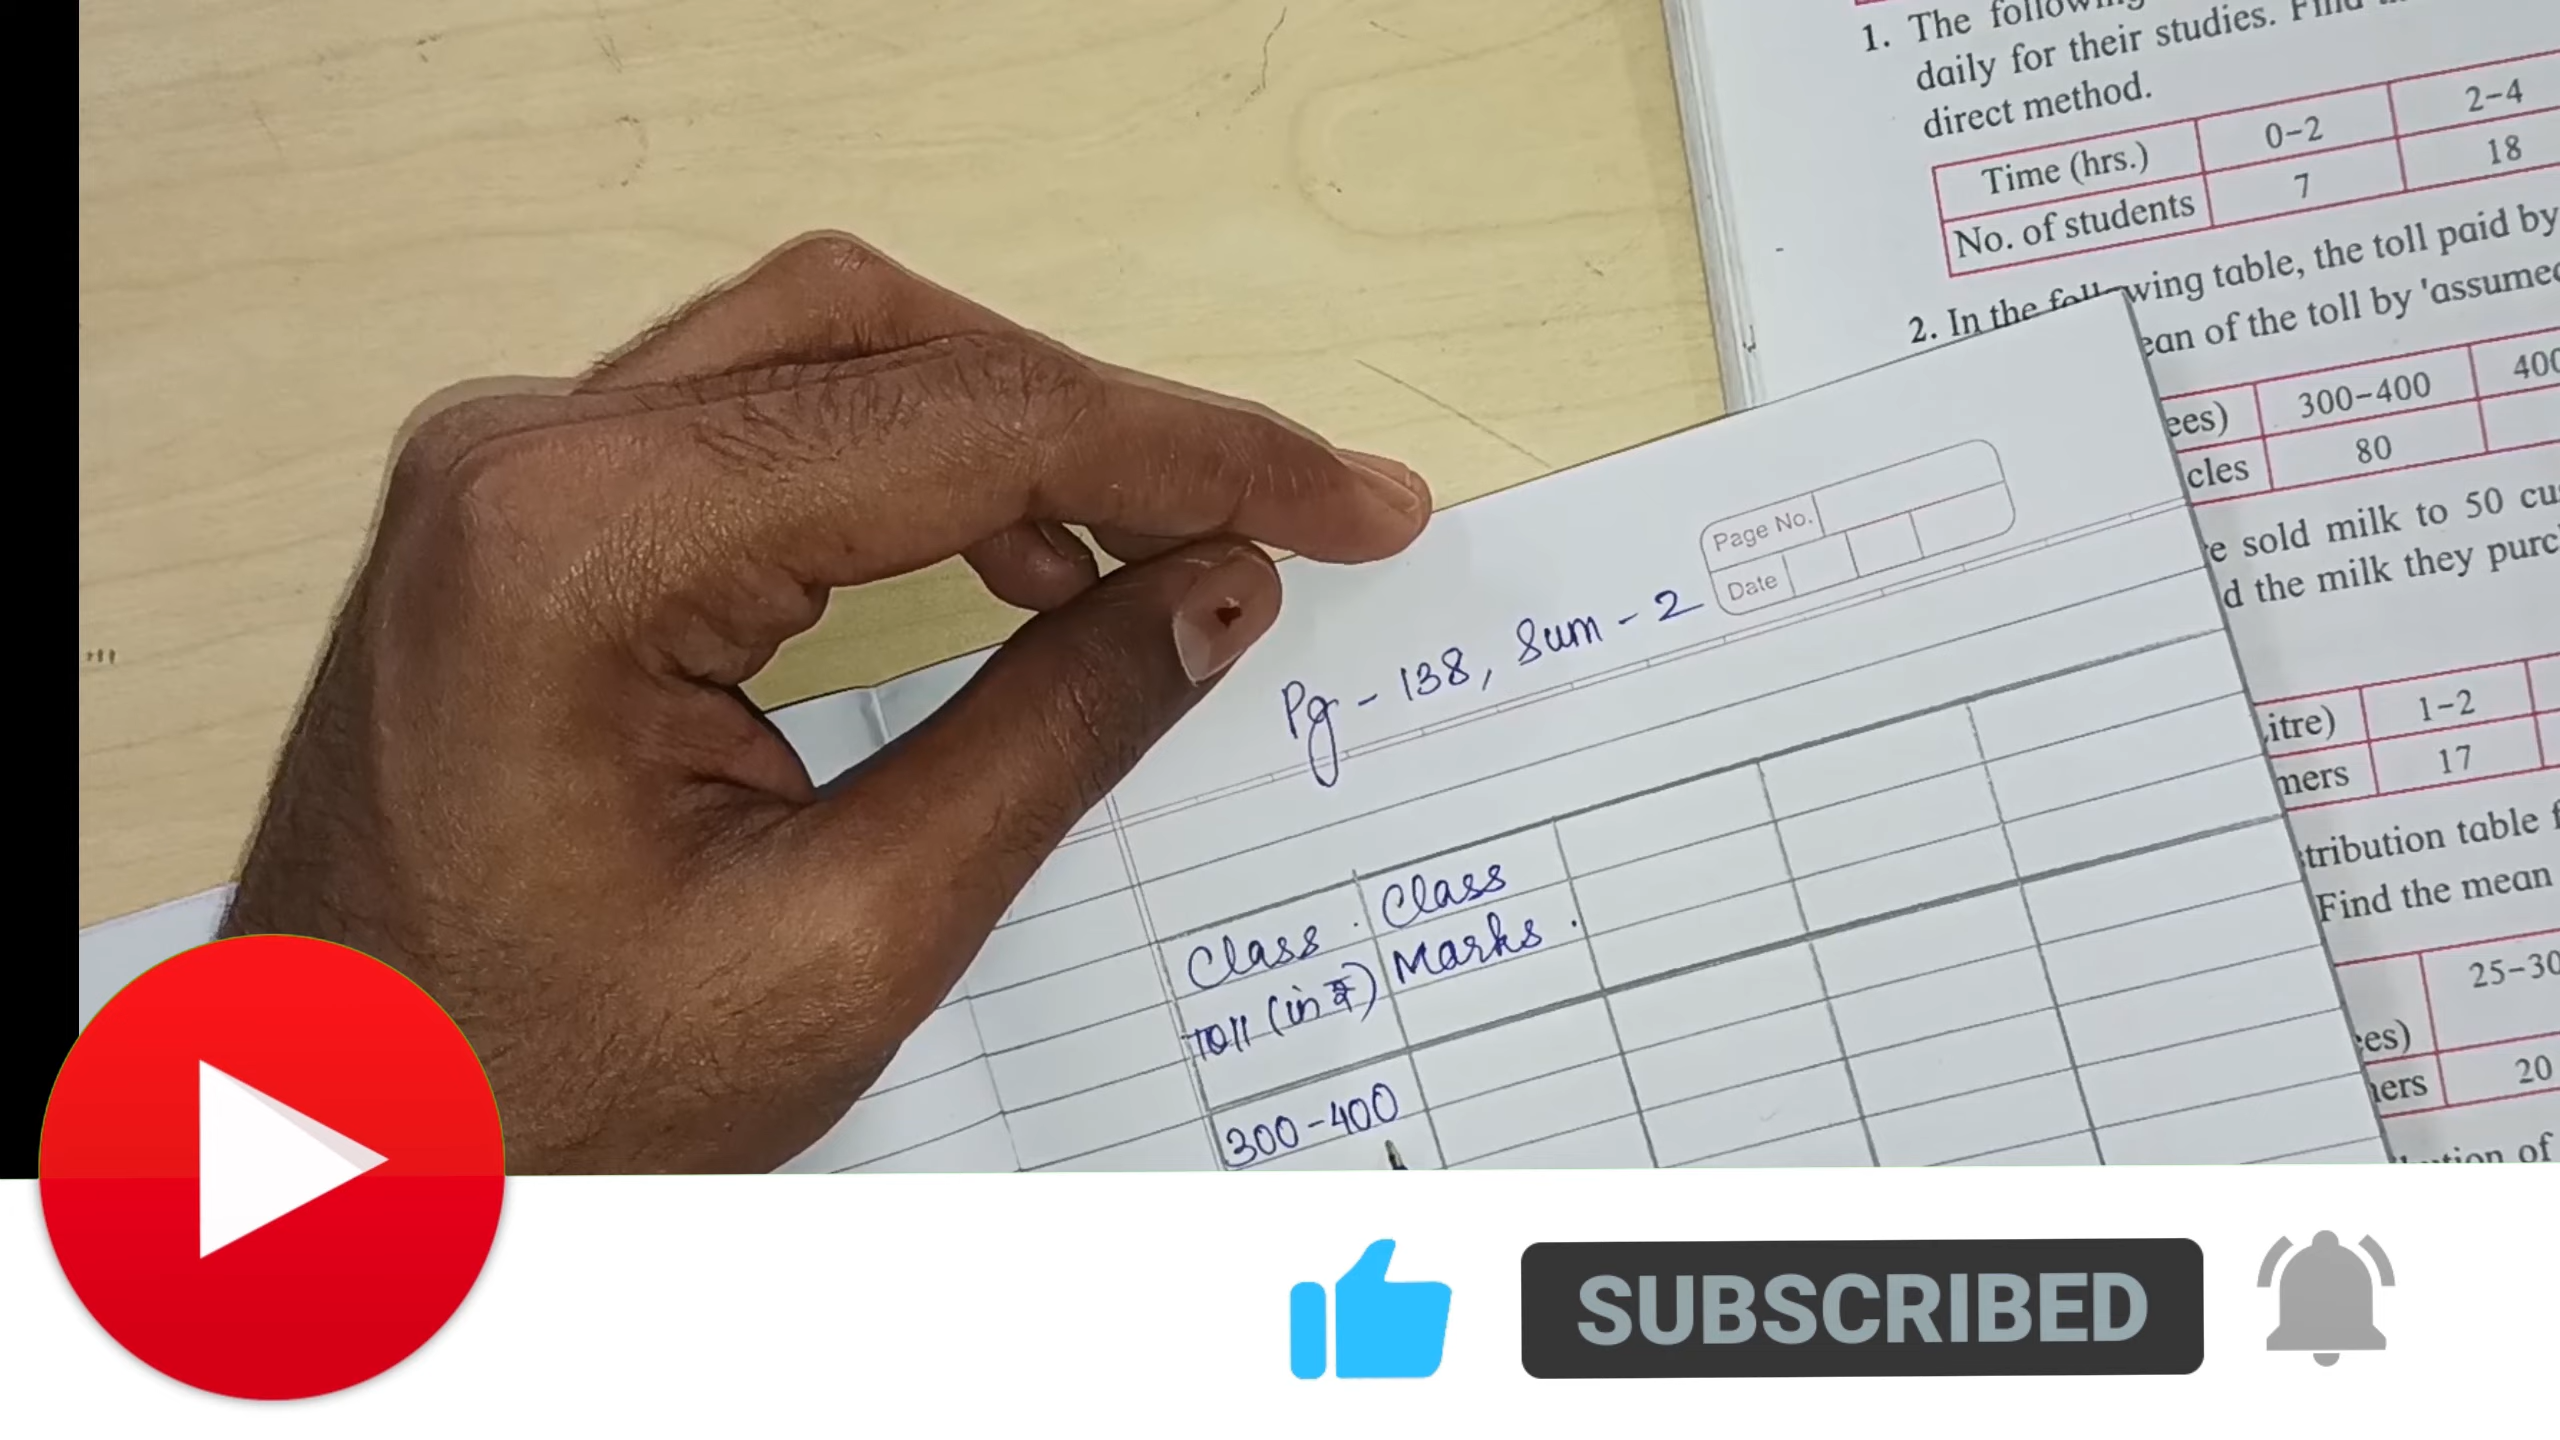 1. The
daily for their studies.
direct method.
Time (hrs.) 0-2 2-4
No. of students 7 18
2. In the following table, the toll paid by
ean of the toll by 'assumed
ees) 300-400 400
cles 80
e sold milk to 50 cu
d the milk they purc
itre) 1-2
mers 17
tribution table f
Find the mean
es) 25-30
ers 20
tion of
Page No.
Date
Pg - 138, Sum - 2
Class Class
Toll (in ₹) Marks
300-400
SUBSCRIBED